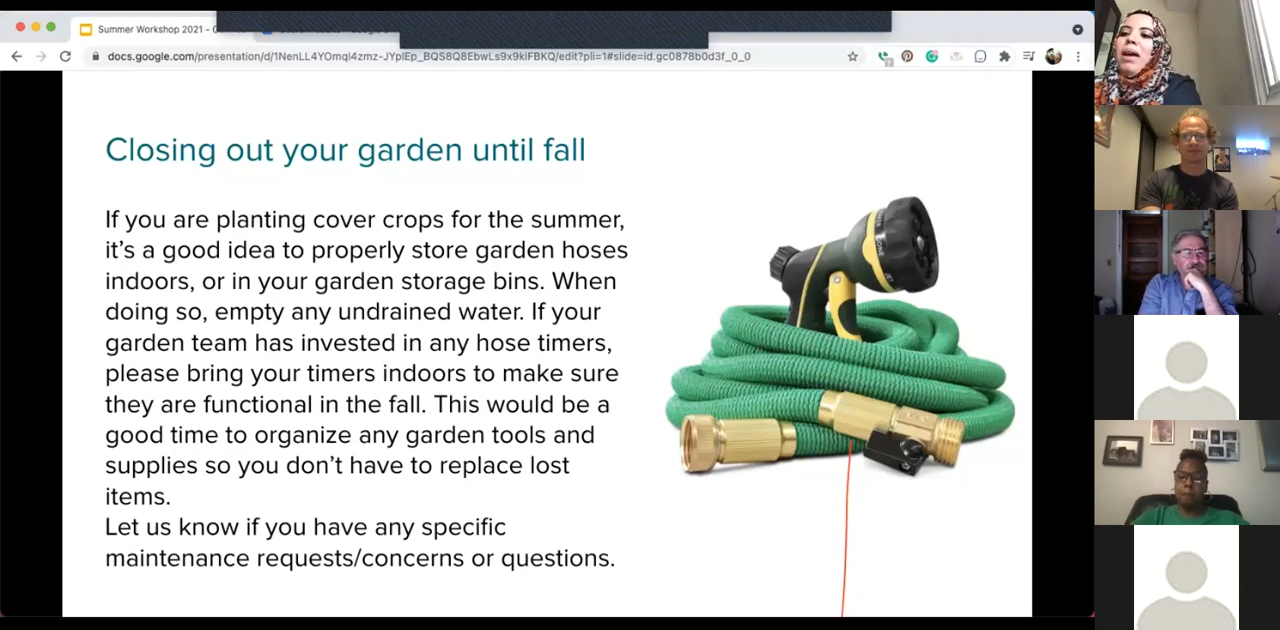 Summer Workshop 2021 -
docs.google.com/presentation/d/1NenLL4YOmqI4zmz-JYplEp_BQS8Q8EbwLs9x9kiFBKQ/edit?pli=1#slide=id.gc0878b0d3f_0_0
Closing out your garden until fall
If you are planting cover crops for the summer,
it’s a good idea to properly store garden hoses
indoors, or in your garden storage bins. When
doing so, empty any undrained water. If your
garden team has invested in any hose timers,
please bring your timers indoors to make sure
they are functional in the fall. This would be a
good time to organize any garden tools and
supplies so you don’t have to replace lost
items.
Let us know if you have any specific
maintenance requests/concerns or questions.